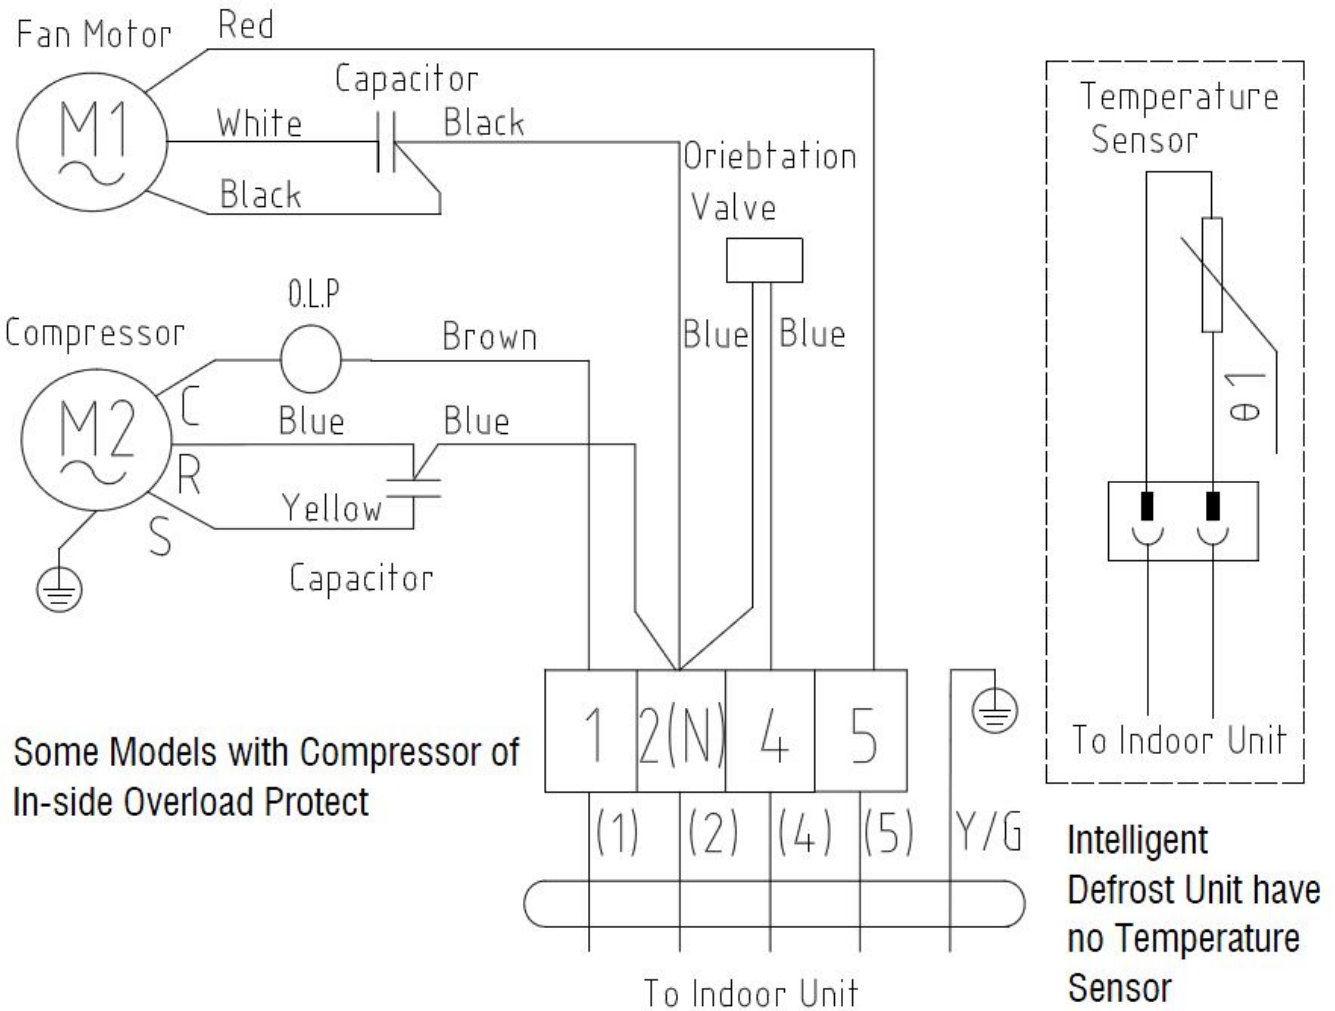 Fan Motor
Red
M1
Capacitor
White
Black
Black
Oriebtation
Valve
Compressor
O.L.P
Brown
M2
C
Blue
Blue
R
Yellow
S
Capacitor
Blue
Blue
1
2(N)
4
5
(1)
(2)
(4)
(5)
Y/G
To Indoor Unit
Some Models with Compressor of
In-side Overload Protect
Temperature
Sensor
θ1
To Indoor Unit
Intelligent
Defrost Unit have
no Temperature
Sensor